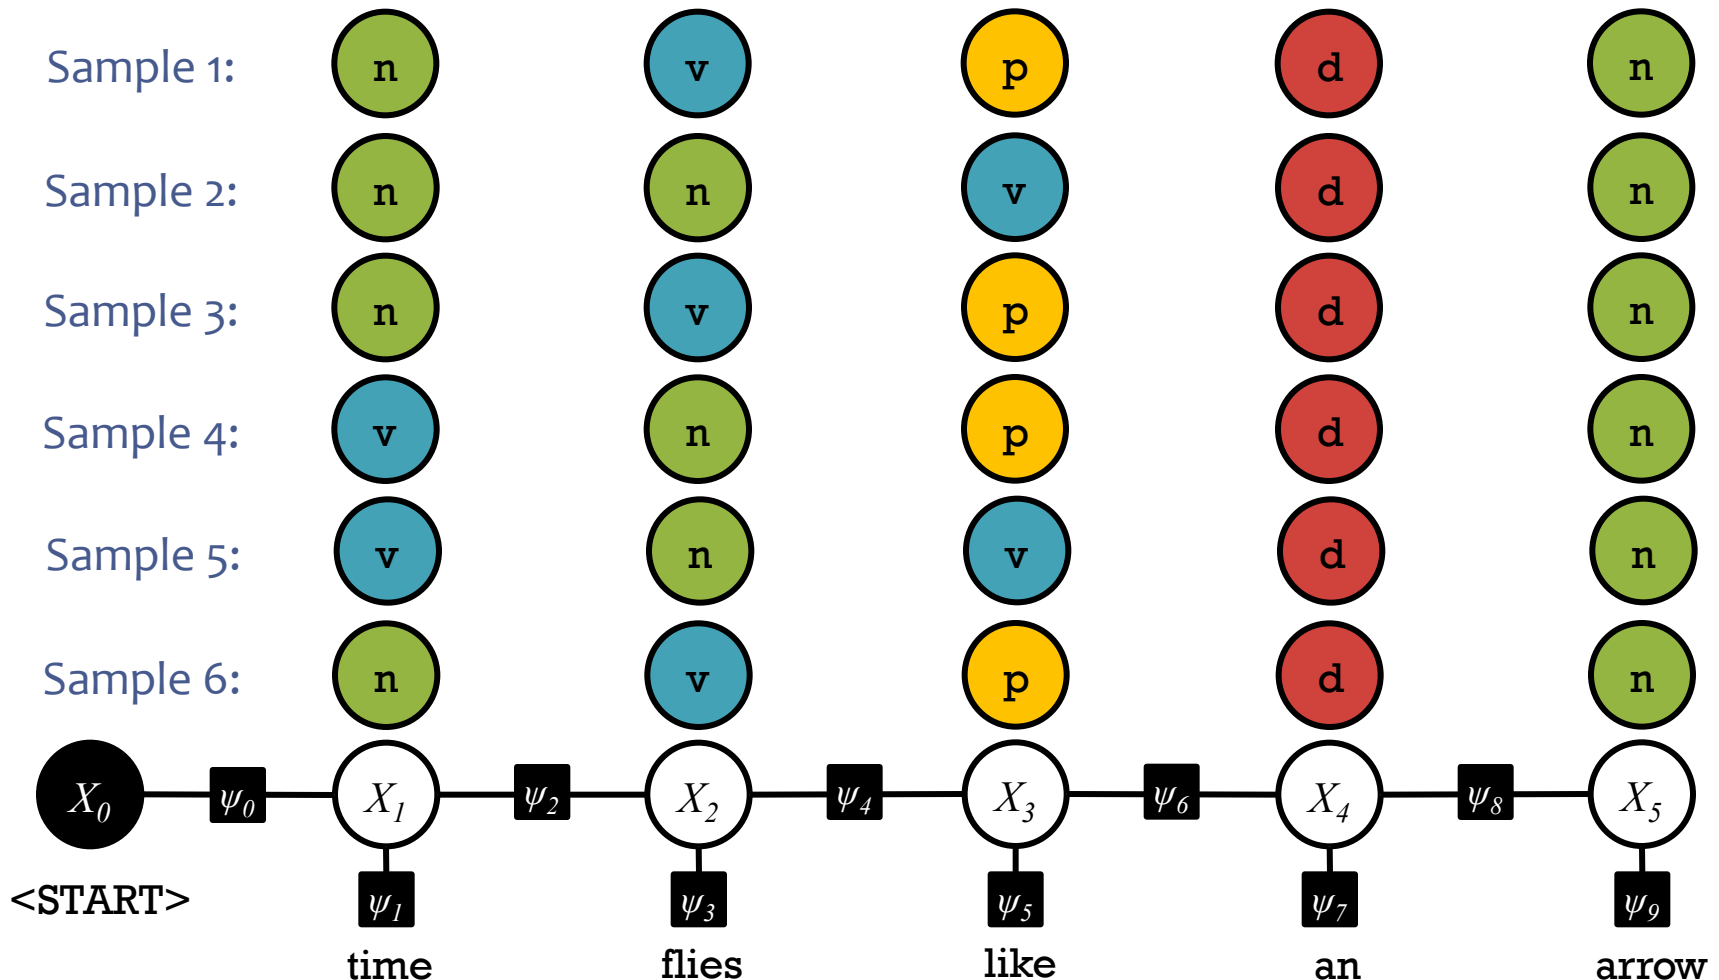 Sample 1: n v p d n
Sample 2: n n v d n
Sample 3: n v p d n
Sample 4: v n p d n
Sample 5: v n v d n
Sample 6: n v p d n
X₀ ψ₀ X₁ ψ₂ X₂ ψ₄ X₃ ψ₆ X₄ ψ₈ X₅
<START> ψ₁ ψ₃ ψ₅ ψ₇ ψ₉
time flies like an arrow